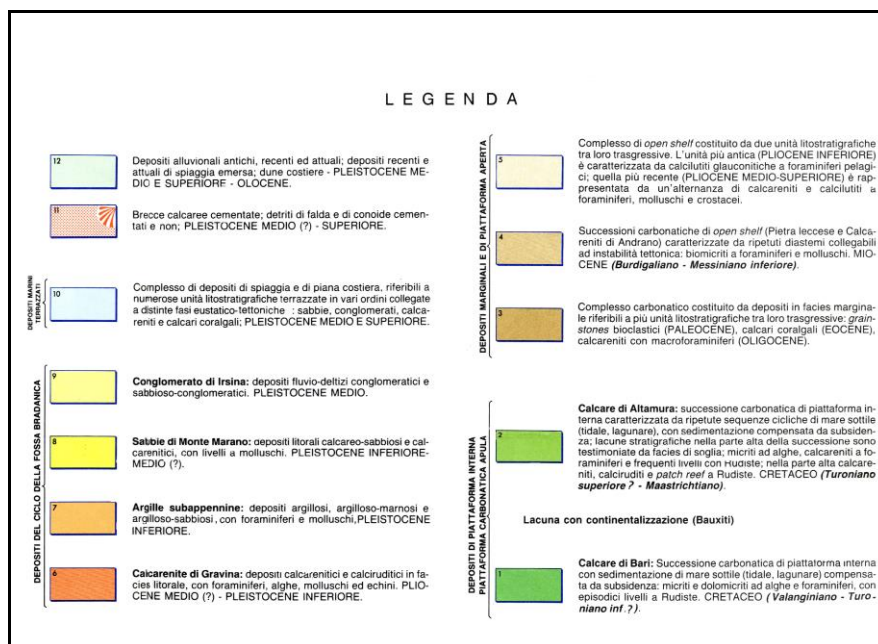 LEGENDA
12
Depositi alluvionali antichi, recenti ed attuali; depositi recenti e
attuali di spiaggia emersa; dune costiere - PLEISTOCENE ME-
DIO E SUPERIORE - OLOCENE.
11
Brecce calcaree cementate; detriti di falda e di conoide cemen-
tati e non; PLEISTOCENE MEDIO (?) - SUPERIORE.
DEPOSITI MARINI
TERRAZZATI
10
Complesso di depositi di spiaggia e di piana costiera, riferibili a
numerose unità litostratigrafiche terrazzate in vari ordini collegate
a distinte fasi eustatico-tettoniche : sabbie, conglomerati, calca-
reniti e calcari coralgali; PLEISTOCENE MEDIO E SUPERIORE.
DEPOSITI DEL CICLO DELLA FOSSA BRADANICA
9
Conglomerato di Irsina: depositi fluvio-deltizi conglomeratici e
sabbioso-conglomeratici. PLEISTOCENE MEDIO.
8
Sabbie di Monte Marano: depositi litorali calcareo-sabbiosi e cal-
carenitici, con livelli a molluschi. PLEISTOCENE INFERIORE-
MEDIO (?).
7
Argille subappennine: depositi argillosi, argilloso-marnosi e
argilloso-sabbiosi, con foraminiferi e molluschi, PLEISTOCENE
INFERIORE.
6
Calcarenite di Gravina: depositi calcarenitici e calciruditici in fa-
cies litorale, con foraminiferi, alghe, molluschi ed echini. PLIO-
CENE MEDIO (?) - PLEISTOCENE INFERIORE.
DEPOSITI MARGINALI E DI PIATTAFORMA APERTA
5
Complesso di open shelf costituito da due unità litostratigrafiche
tra loro trasgressive. L'unità più antica (PLIOCENE INFERIORE)
è caratterizzata da calcilutiti glauconitiche a foraminiferi pelagi-
ci; quella più recente (PLIOCENE MEDIO-SUPERIORE) è rap-
presentata da un'alternanza di calcareniti e calcilutiti a
foraminiferi, molluschi e crostacei.
4
Successioni carbonatiche di open shelf (Pietra leccese e Calca-
reniti di Andrano) caratterizzate da ripetuti diastemi collegabili
ad instabilità tettonica: biomicriti a foraminiferi e molluschi. MIO-
CENE (Burdigaliano - Messiniano inferiore).
3
Complesso carbonatico costituito da depositi in facies margina-
le riferibili a più unità litostratigrafiche tra loro trasgressive: grain-
stones bioclastici (PALEOCENE), calcari coralgali (EOCENE),
calcareniti con macroforaminiferi (OLIGOCENE).
DEPOSITI DI PIATTAFORMA INTERNA
PIATTAFORMA CARBONATICA APULA
2
Calcare di Altamura: successione carbonatica di piattaforma in-
terna caratterizzata da ripetute sequenze cicliche di mare sottile
(tidale, lagunare), con sedimentazione compensata da subsiden-
za; lacune stratigrafiche nella parte alta della successione sono
testimoniate da facies di soglia; micriti ad alghe, calcareniti a fo-
raminiferi e frequenti livelli con Rudiste; nella parte alta calcare-
niti, calciruditi e patch reef a Rudiste. CRETACEO (Turoniano
superiore ? - Maastrichtiano).
Lacuna con continentalizzazione (Bauxiti)
1
Calcare di Bari: Successione carbonatica di piattaforma interna
con sedimentazione di mare sottile (tidale, lagunare) compensa-
ta da subsidenza: micriti e dolomicriti ad alghe e foraminiferi, con
episodici livelli a Rudiste. CRETACEO (Valanginiano - Turo-
niano inf. ?).